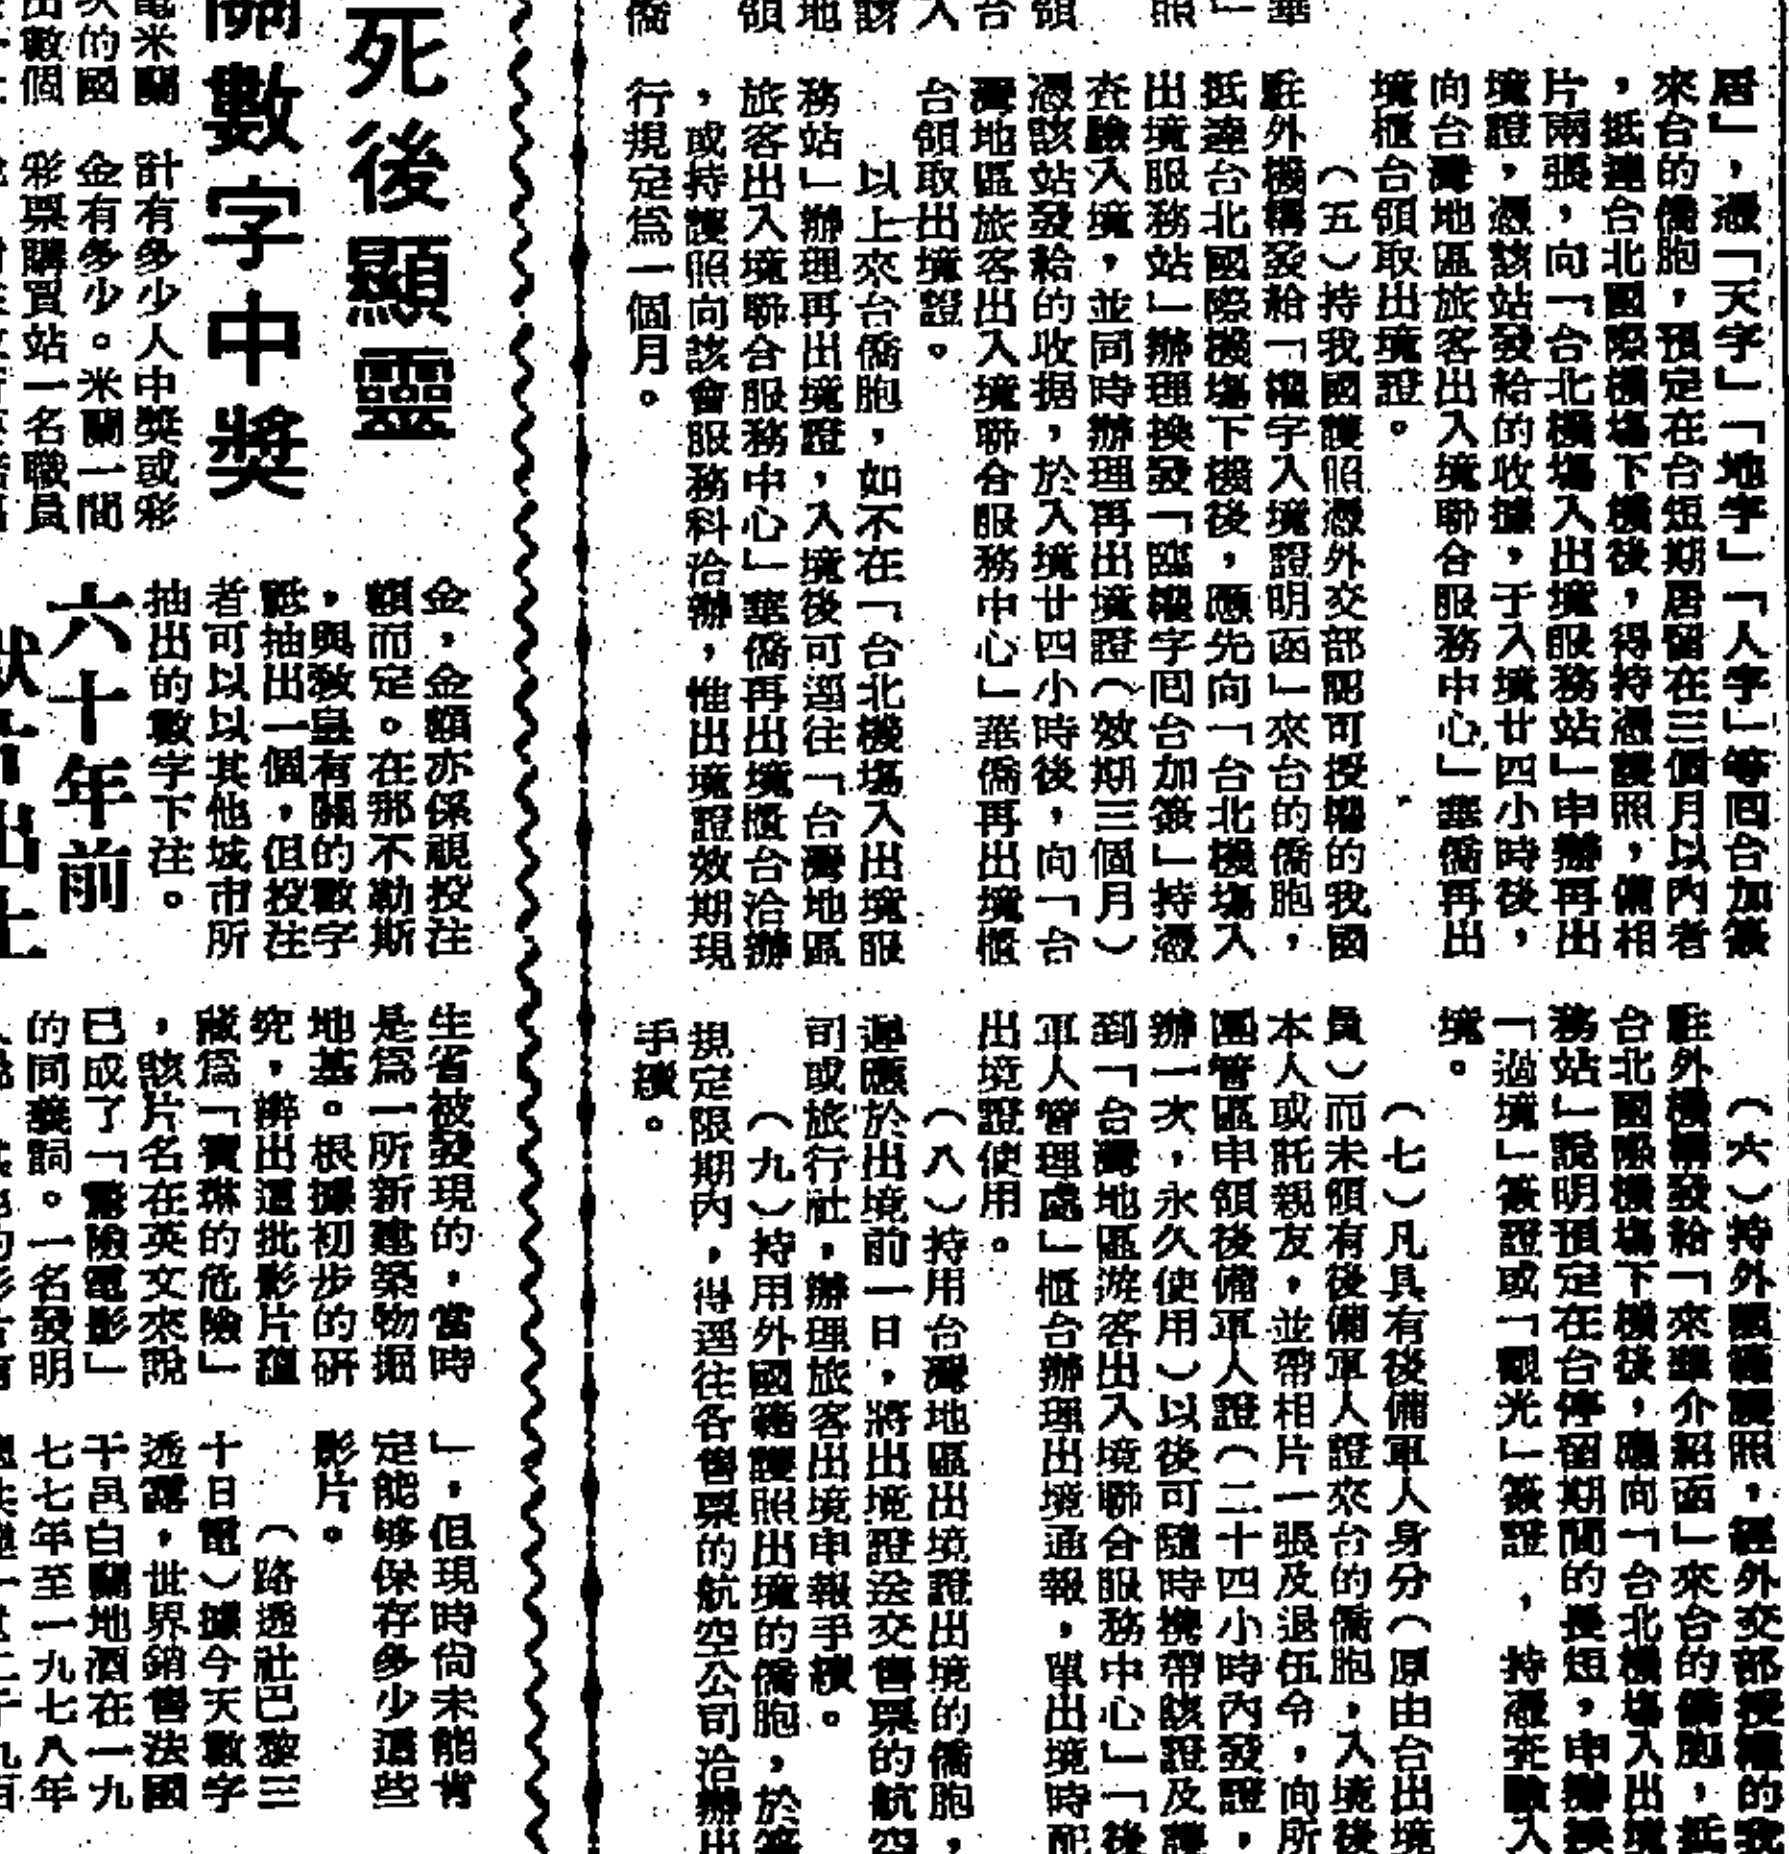 居」，憑「天字」「地字」「人字」等回台加簽
來台的僑胞，預定在台短期居留在三個月以內者
，抵達台北國際機場下機後，得持憑護照，備相
片兩張，向「台北機場入出境服務站」申辦再出
境證，憑該站發給的收據，于入境廿四小時後，
向台灣地區旅客出入境聯合服務中心」華僑再出
境櫃台領取出境證。
（五）持我國護照憑外交部認可授權的我國
駐外機構發給「權字入境證明函」來台的僑胞，
抵達台北國際機場下機後，應先向「台北機場入
出境服務站」辦理換發「臨權字回台加簽」持憑
查驗入境，並同時辦理再出境證（效期三個月）
憑該站發給的收据，於入境廿四小時後，向「台
灣地區旅客出入境聯合服務中心」華僑再出境櫃
台領取出境證。
以上來台僑胞，如不在「台北機場入出境服
務站」辦理再出境證，入境後可逕往「台灣地區
旅客出入境聯合服務中心」華僑再出境櫃台洽辦
，或持護照向該會服務科洽辦，惟出境證效期現
行規定爲一個月。
（六）持外國籍護照，經外交部授權的我
駐外機構發給「來華介紹函」來台的僑胞，抵
台北國際機場下機後，應向「台北機場入出境
務站」說明預定在台停留期間的長短，申辦換
「過境」簽證或「觀光」簽證，持憑查驗入
境。
（七）凡具有後備軍人身分（原由台出境
員）而未領有後備軍人證來台的僑胞，入境後
本人或託親友，並帶相片一張及退伍令，向所
團管區申領後備軍人證（二十四小時內發證，
辦一次，永久使用）以後可隨時携帶該證及護
到「台灣地區游客出入境聯合服務中心」「後
軍人管理處」櫃台辦理出境通報，單出境時配
出境證使用。
（八）持用台灣地區出境證出境的僑胞，
應於出境前一日，將出境證送交售票的航空
司或旅行社，辦理旅客出境申報手續。
（九）持用外國籍護照出境的僑胞，於簽
規定限期內，得逕往各售票的航空公司洽辦出
手續。
死後顯靈
關數字中獎
電米蘭
次的國
出數個
計有多少人中獎或彩
金有多少。米蘭一間
彩票購買站一名職員
金，金額亦係視投注
額而定。在那不勒斯
，與教皇有關的數字
祗抽出一個，但投注
者可以以其他城市所
抽出的數字下注。
六十年前
出土
生省被發現的，當時
是爲一所新建築物掘
地基。根據初步的研
究，辦出這批影片蘊
藏爲「寶琳的危險」
，該片名在英文來說
已成了「驚險電影」
的同義詞。一名發明
」，但現時尙未能肯
定能够保存多少這些
影片。
（路透社巴黎三
十日電）據今天數字
透露，世界銷售法國
干邑白蘭地酒在一九
七七年至一九七八年